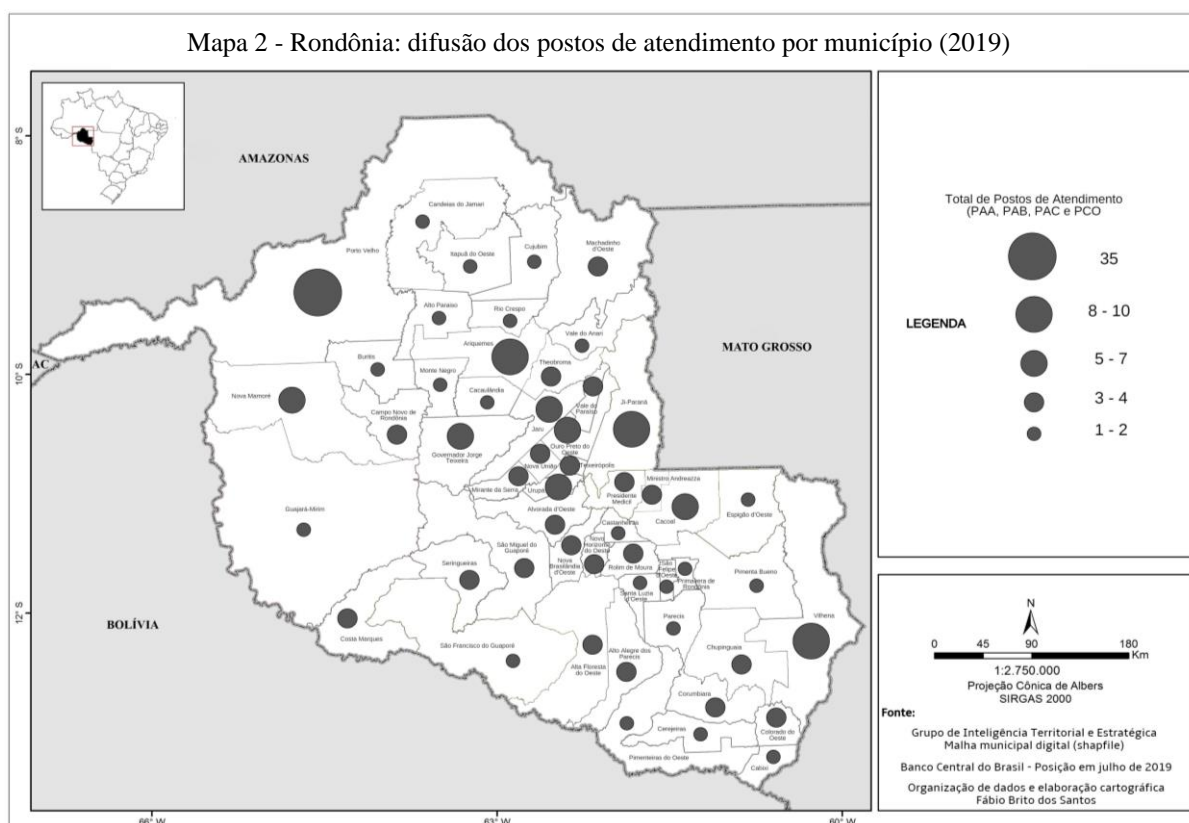 Mapa 2 - Rondônia: difusão dos postos de atendimento por município (2019)
8° S
10° S
12° S
AMAZONAS
MATO GROSSO
BOLÍVIA
AC
Candeias do Jamari
Porto Velho
Itapuã do Oeste
Cujubim
Machadinho
d'Oeste
Alto Paraíso
Rio Crespo
Ariquemes
Vale do Anari
Buritis
Monte Negro
Theobroma
Cacaulândia
Nova Mamoré
Campo Novo de
Rondônia
Vale do
Paraíso
Ji-Paraná
Jaru
Governador Jorge
Teixeira
Ouro Preto do
Oeste
Nova União
Teixeirópolis
Mirante da Serra
Urupá
Presidente
Medici
Ministro Andreazza
Guajará-Mirim
Alvorada d'Oeste
Castanheiras
Cacoal
Espigão d'Oeste
São Miguel do
Guaporé
Nova
Brasilândia
d'Oeste
Novo
Horizonte
do Oeste
Rolim de Moura
São
Felipe
D'Oeste
Primavera de
Rondônia
Pimenta Bueno
Seringueiras
Santa Luzia d'Oeste
Parecis
Vilhena
Costa Marques
São Francisco do Guaporé
Alta Floresta
do Oeste
Alto Alegre dos
Parecis
Chupinguaia
Corumbiara
Cerejeiras
Colorado do
Oeste
Pimenteiras do Oeste
Cabixi
66° W
63° W
60° W
Total de Postos de Atendimento
(PAA, PAB, PAC e PCO
LEGENDA
35
8 - 10
5 - 7
3 - 4
1 - 2
N
0 45 90 180
Km
1:2.750.000
Projeção Cônica de Albers
SIRGAS 2000
Fonte:
Grupo de Inteligência Territorial e Estratégica
Malha municipal digital (shapfile)
Banco Central do Brasil - Posição em julho de 2019
Organização de dados e elaboração cartográfica
Fábio Brito dos Santos